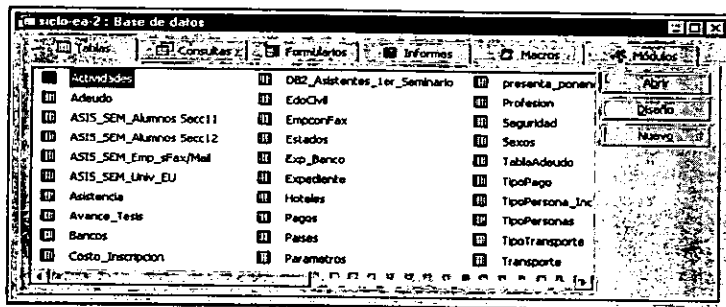 siclo-ea-2 : Base de datos
Tablas Consultas Formularios Informes Macros Módulos
Actividades DB2_Asistentes_1er_Seminario presenta_ponen
Abrir
Adeudo EdoCivil Profesion
Diseño
ASIS_SEM_Alumnos Secc11 EmpconFax Seguridad
Nuevo
ASIS_SEM_Alumnos Secc12 Estados Sexos
ASIS_SEM_Emp_sFax/Mail Exp_Banco TablaAdeudo
ASIS_SEM_Univ_EU Expediente TipoPago
Asistencia Hoteles TipoPersona_Inc
Avance_Tesis Pagos TipoPersonas
Bancos Paises TipoTransporte
Costo_Inscripcion Parametros Transporte